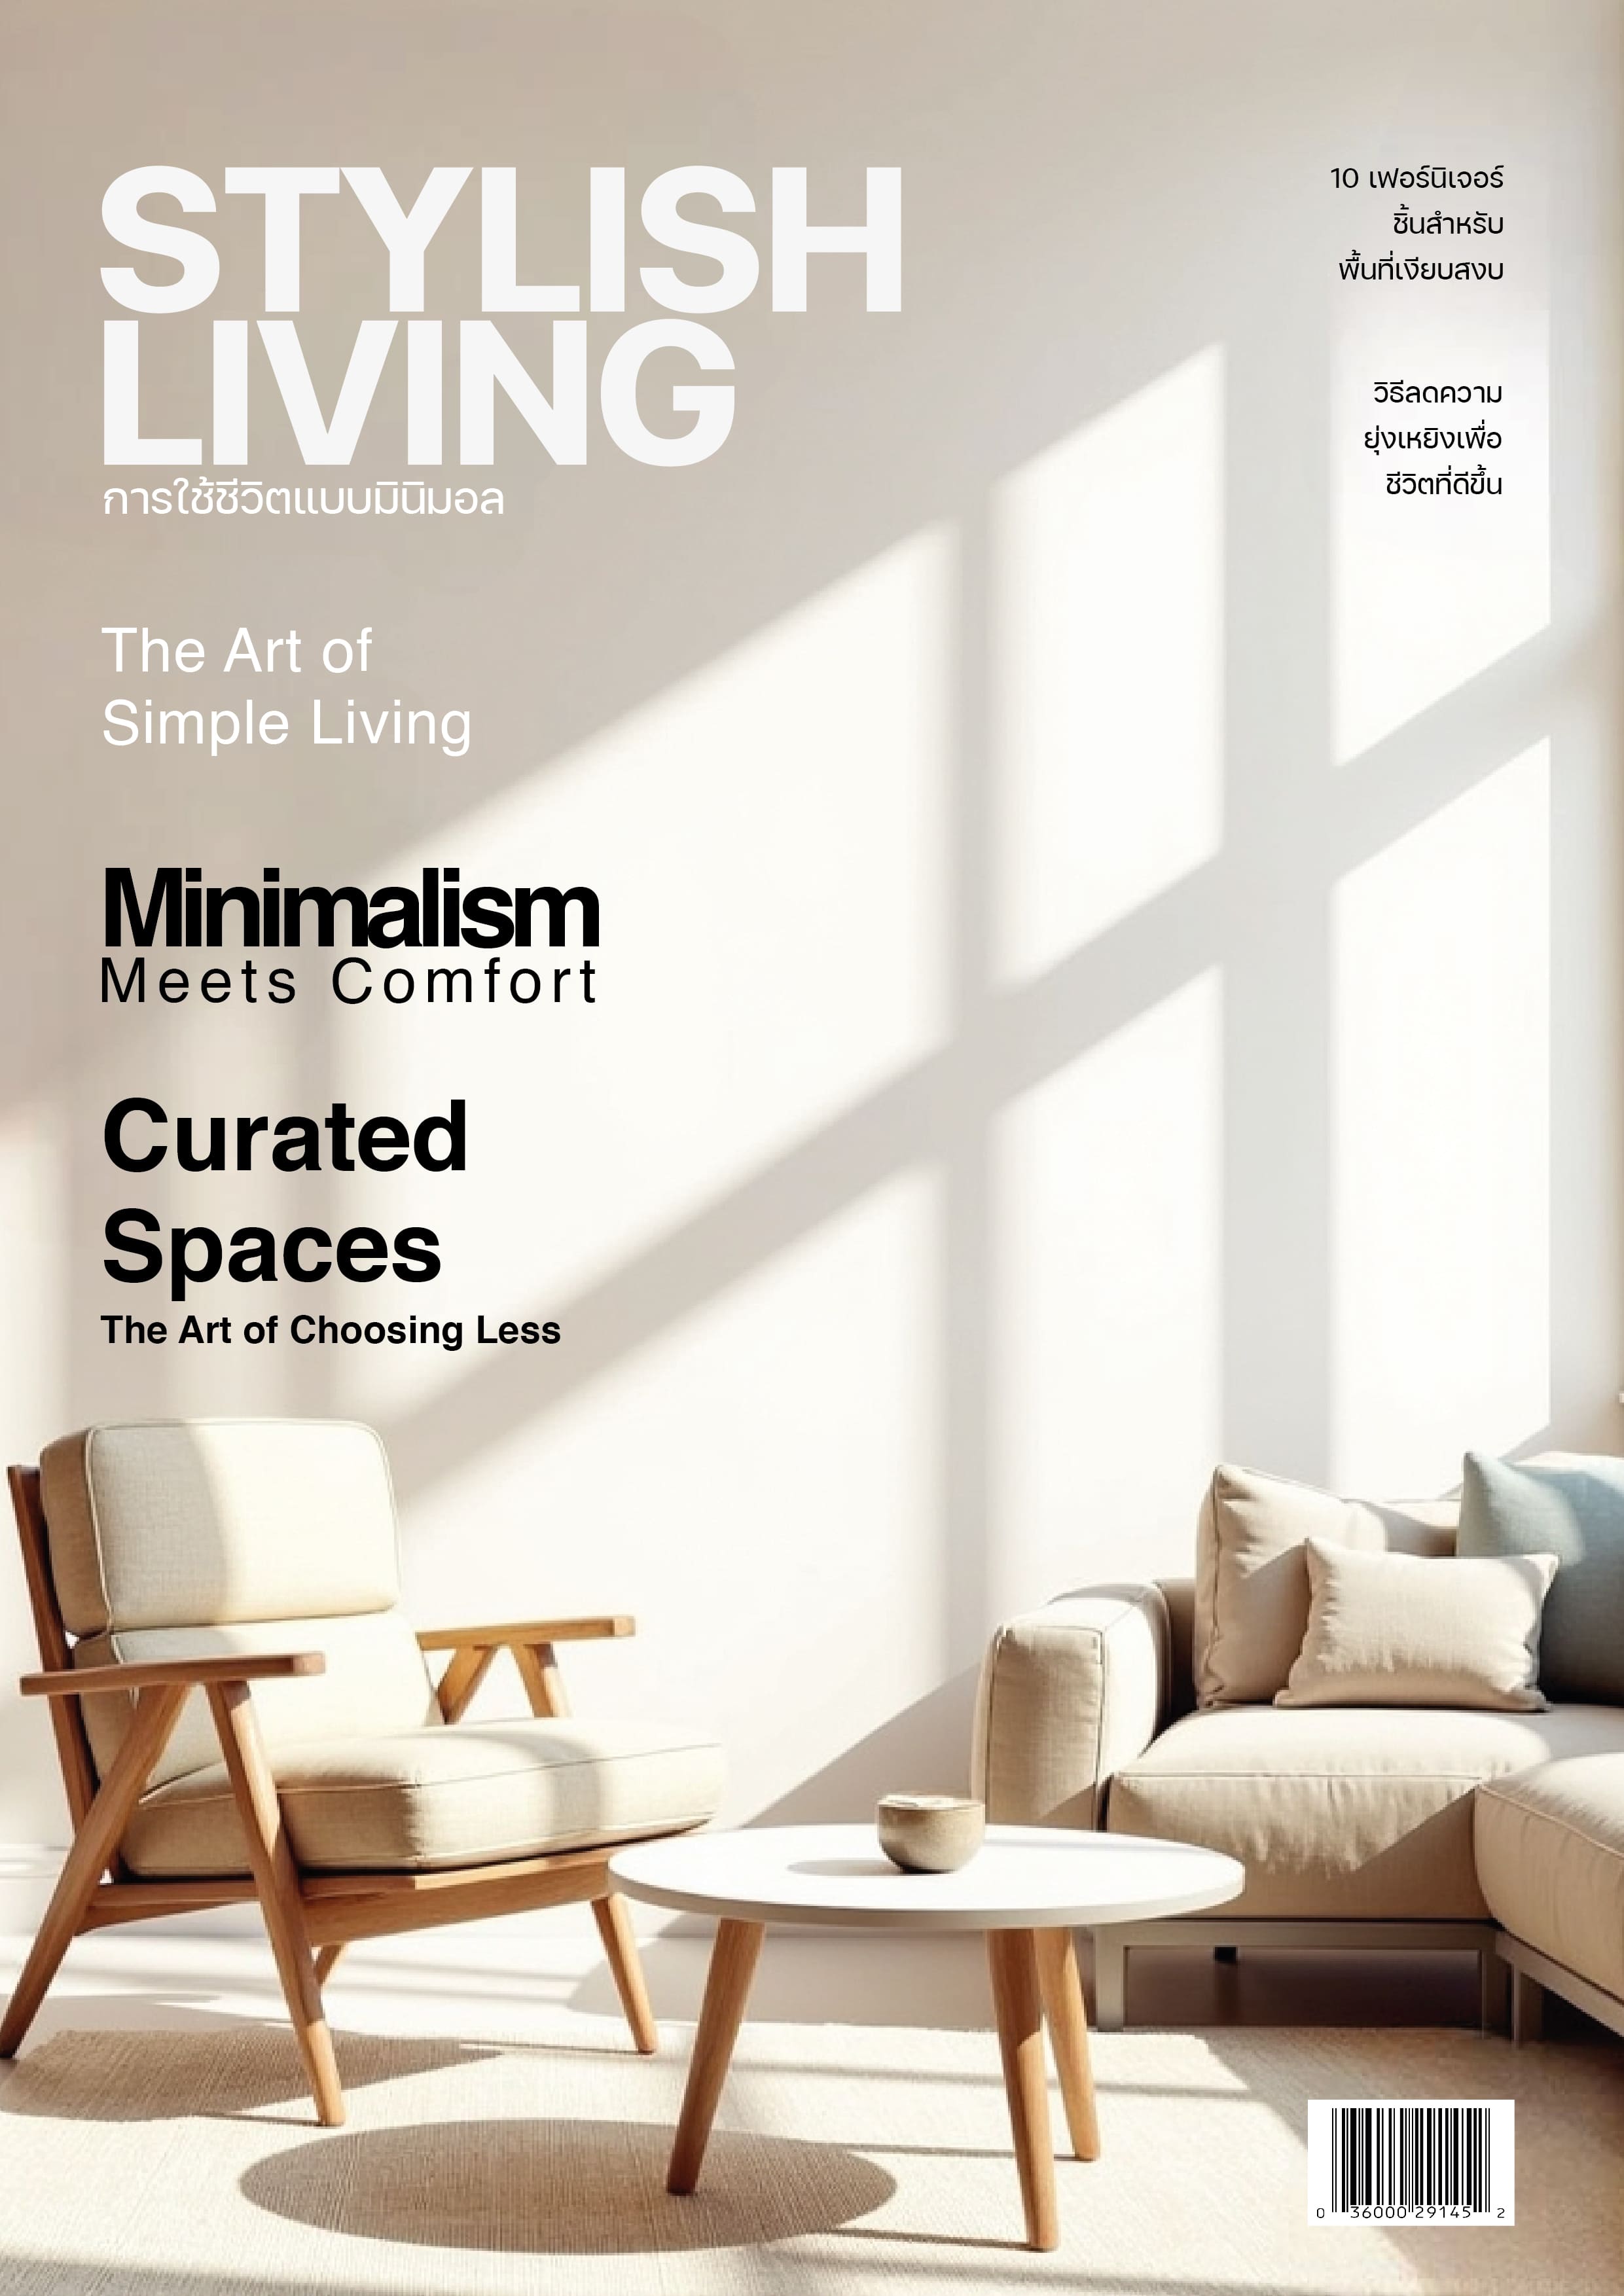 STYLISH
LIVING
การใช้ชีวิตแบบมินิมอล
10 เฟอร์นิเจอร์
ชิ้นสำหรับ
พื้นที่เงียบสงบ
วิธีลดความ
ยุ่งเหยิงเพื่อ
ชีวิตที่ดีขึ้น
The Art of
Simple Living
Minimalism
Meets Comfort
Curated
Spaces
The Art of Choosing Less
0 36000 29145 2